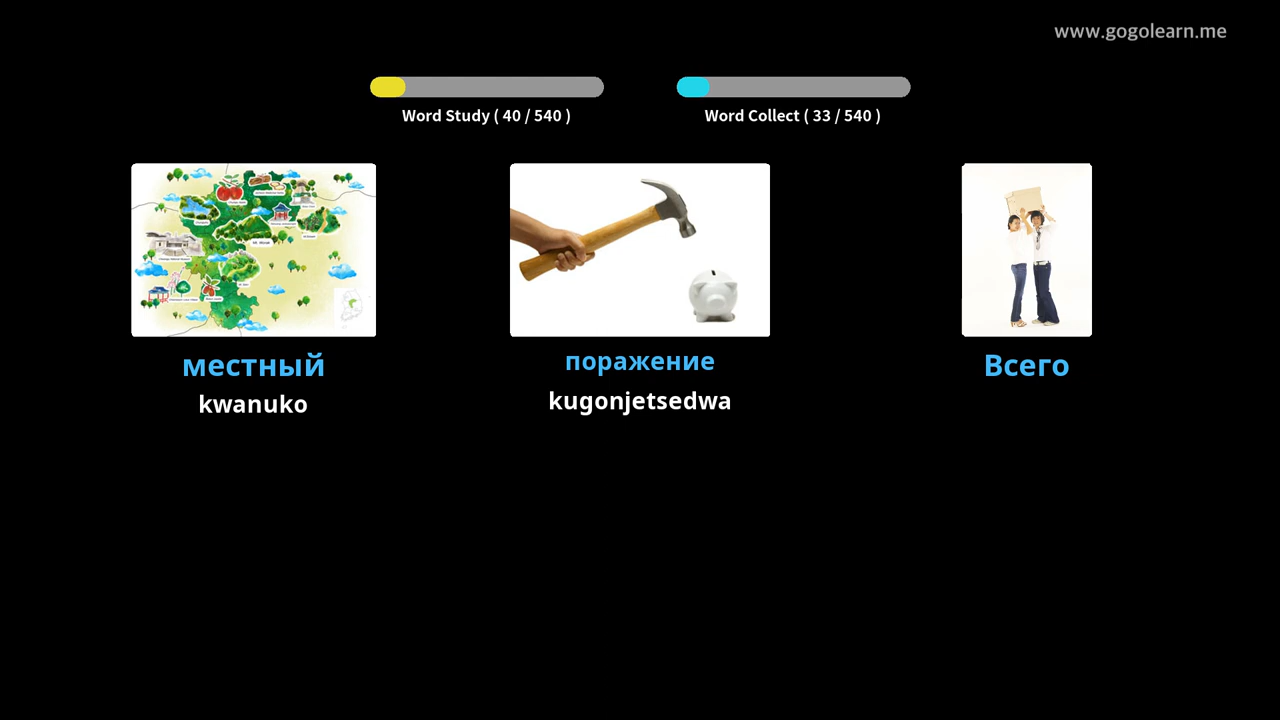 www.gogolearn.me
Word Study ( 40 / 540 )
Word Collect ( 33 / 540 )
местный
kwanuko
поражение
kugonjetsedwa
Всего